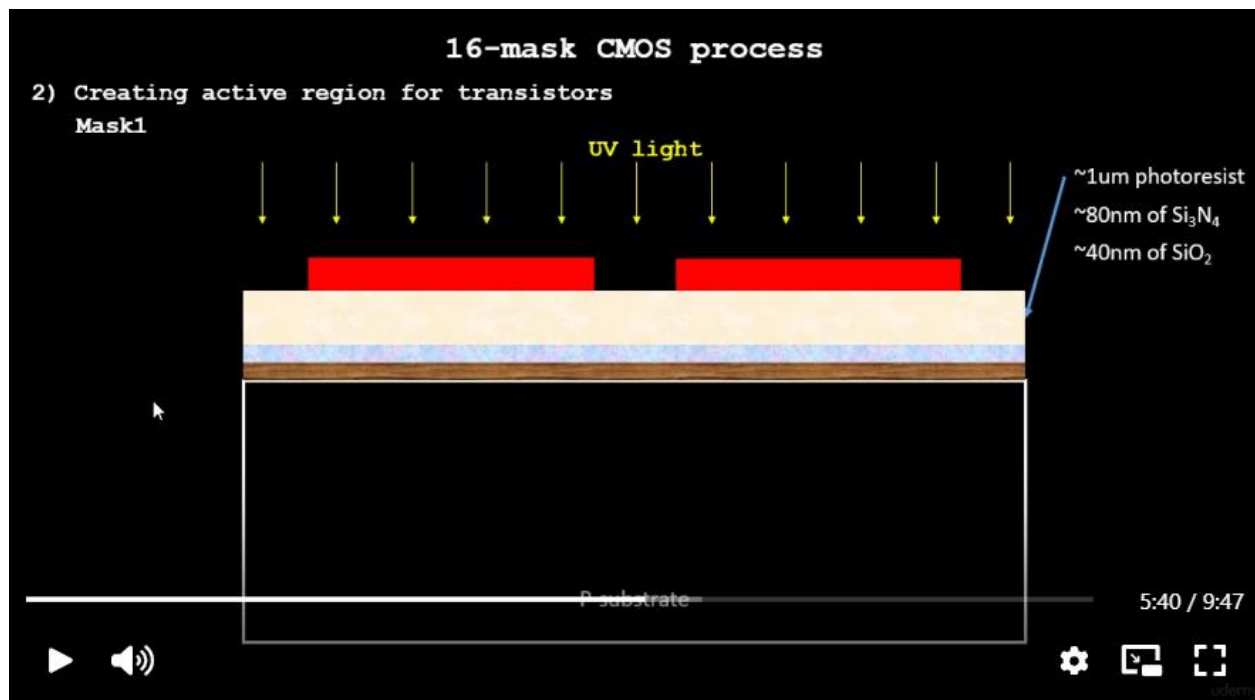 16-mask CMOS process
2) Creating active region for transistors
Mask1
UV light
~1um photoresist
~80nm of Si₃N₄
~40nm of SiO₂
P-substrate
5:40 / 9:47
udemy